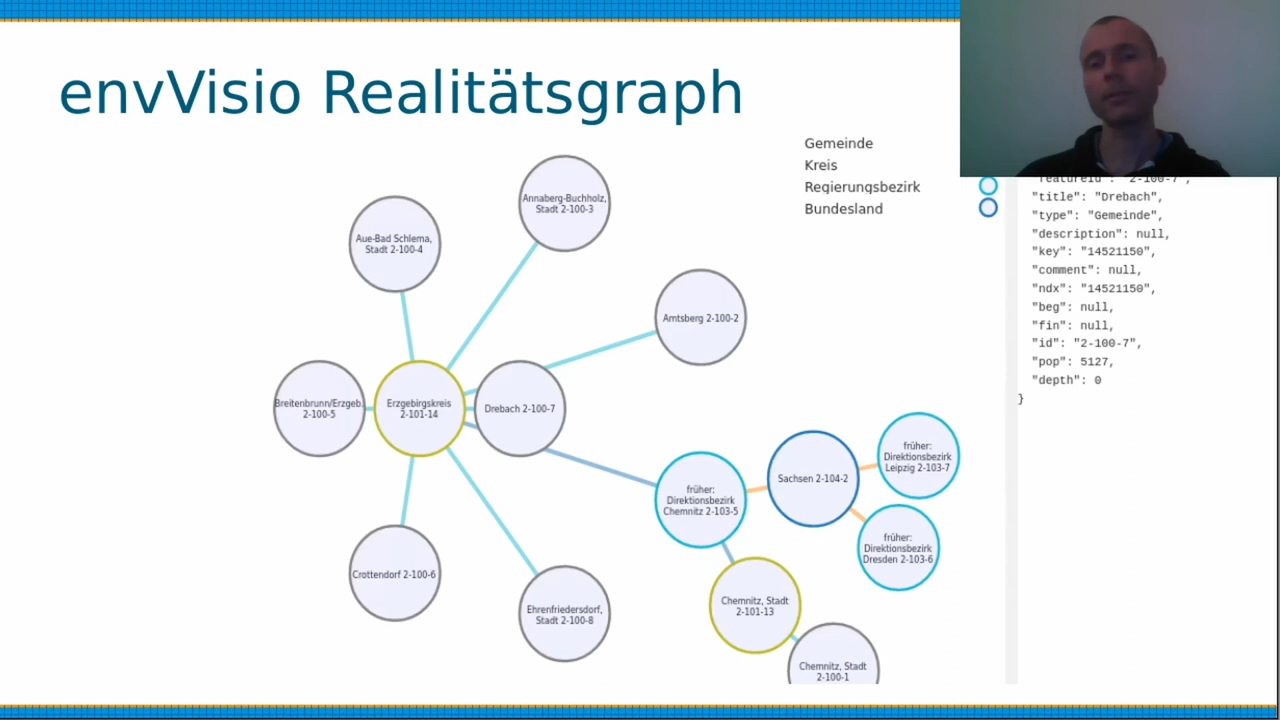 envVisio Realitätsgraph
Gemeinde
Kreis
Regierungsbezirk
Bundesland
Annaberg-Buchholz,
Stadt 2-100-3
Aue-Bad Schlema,
Stadt 2-100-4
Amtsberg 2-100-2
Breitenbrunn/Erzgeb.
2-100-5
Erzgebirgskreis
2-101-14
Drebach 2-100-7
früher:
Direktionsbezirk
Chemnitz 2-103-5
Sachsen 2-104-2
früher:
Direktionsbezirk
Leipzig 2-103-7
früher:
Direktionsbezirk
Dresden 2-103-6
Crottendorf 2-100-6
Ehrenfriedersdorf,
Stadt 2-100-8
Chemnitz, Stadt
2-101-13
Chemnitz, Stadt
2-100-1
"featureId": "2-100-7",
"title": "Drebach",
"type": "Gemeinde",
"description": null,
"key": "14521150",
"comment": null,
"ndx": "14521150",
"beg": null,
"fin": null,
"id": "2-100-7",
"pop": 5127,
"depth": 0
}